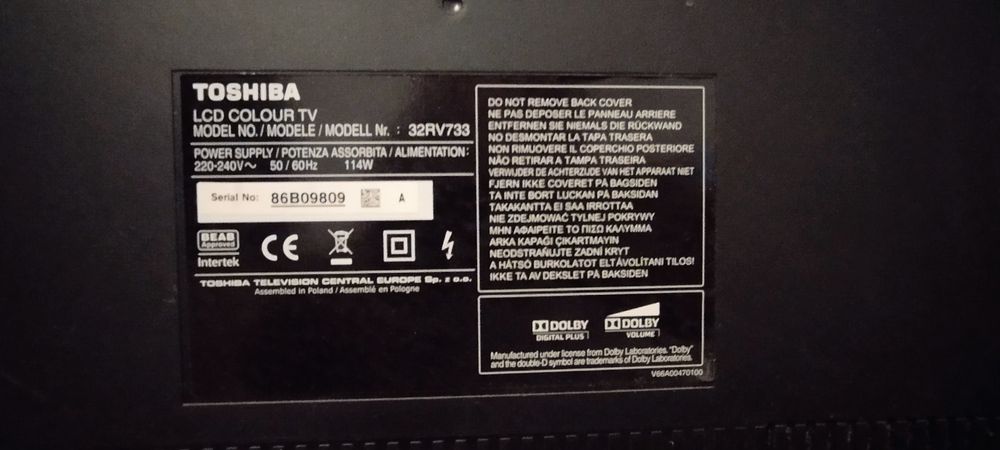 TOSHIBA
LCD COLOUR TV
MODEL NO. / MODELE / MODELL Nr. : 32RV733
POWER SUPPLY / POTENZA ASSORBITA / ALIMENTATION:
220-240V~ 50 / 60Hz 114W
Serial No: 86B09809 A
BEAB
Approved
Intertek
CE
TOSHIBA TELEVISION CENTRAL EUROPE Sp. z o.o.
Assembled in Poland / Assemblé en Pologne
DO NOT REMOVE BACK COVER
NE PAS DEPOSER LE PANNEAU ARRIERE
ENTFERNEN SIE NIEMALS DIE RÜCKWAND
NO DESMONTAR LA TAPA TRASERA
NON RIMUOVERE IL COPERCHIO POSTERIORE
NÃO RETIRAR A TAMPA TRASEIRA
VERWIJDER DE ACHTERZIJDE VAN HET APPARAAT NIET
FJERN IKKE COVERET PÅ BAGSIDEN
TA INTE BORT LUCKAN PÅ BAKSIDAN
TAKAKANTTA EI SAA IRROTTAA
NIE ZDEJMOWAĆ TYLNEJ POKRYWY
ΜΗΝ ΑΦΑΙΡΕΙΤΕ ΤΟ ΠΙΣΩ ΚΑΛΥΜΜΑ
ARKA KAPAĞI ÇIKARTMAYIN
NEODSTRAŇUJTE ZADNÍ KRYT
A HÁTSÓ BURKOLATOT ELTÁVOLÍTANI TILOS!
IKKE TA AV DEKSLET PÅ BAKSIDEN
DOLBY
DIGITAL PLUS
DOLBY
VOLUME
Manufactured under license from Dolby Laboratories. "Dolby"
and the double-D symbol are trademarks of Dolby Laboratories.
V66A00470100